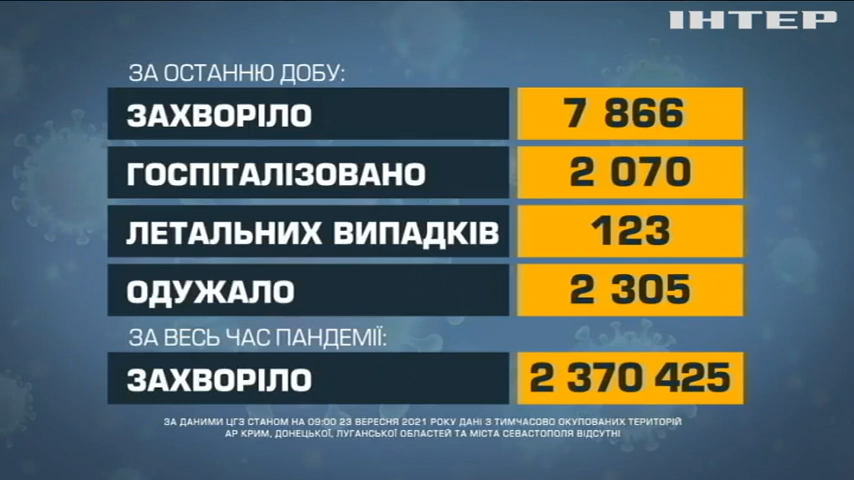 ІНТЕР
ЗА ОСТАННЮ ДОБУ:
ЗАХВОРІЛО 7 866
ГОСПІТАЛІЗОВАНО 2 070
ЛЕТАЛЬНИХ ВИПАДКІВ 123
ОДУЖАЛО 2 305
ЗА ВЕСЬ ЧАС ПАНДЕМІЇ:
ЗАХВОРІЛО 2 370 425
ЗА ДАНИМИ ЦГЗ СТАНОМ НА 09:00 23 ВЕРЕСНЯ 2021 РОКУ ДАНІ З ТИМЧАСОВО ОКУПОВАНИХ ТЕРИТОРІЙ
АР КРИМ, ДОНЕЦЬКОЇ, ЛУГАНСЬКОЇ ОБЛАСТЕЙ ТА МІСТА СЕВАСТОПОЛЯ ВІДСУТНІ